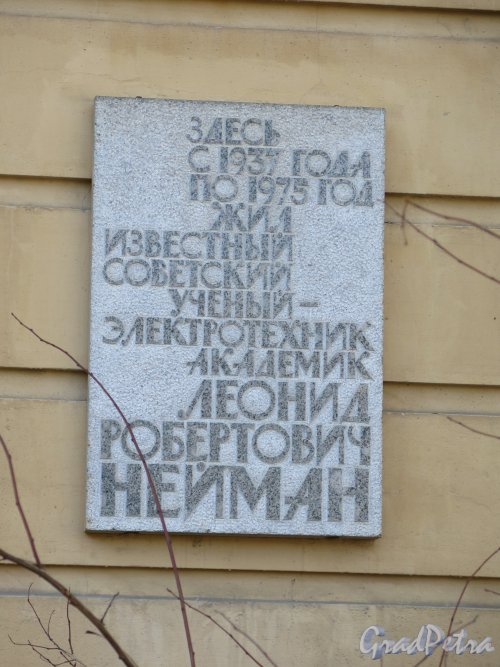 ЗДЕСЬ
С 1937 ГОДА
ПО 1975 ГОД
ЖИЛ
ИЗВЕСТНЫЙ
СОВЕТСКИЙ
УЧЕНЫЙ –
ЭЛЕКТРОТЕХНИК
АКАДЕМИК
ЛЕОНИД
РОБЕРТОВИЧ
НЕЙМАН
GradPetra